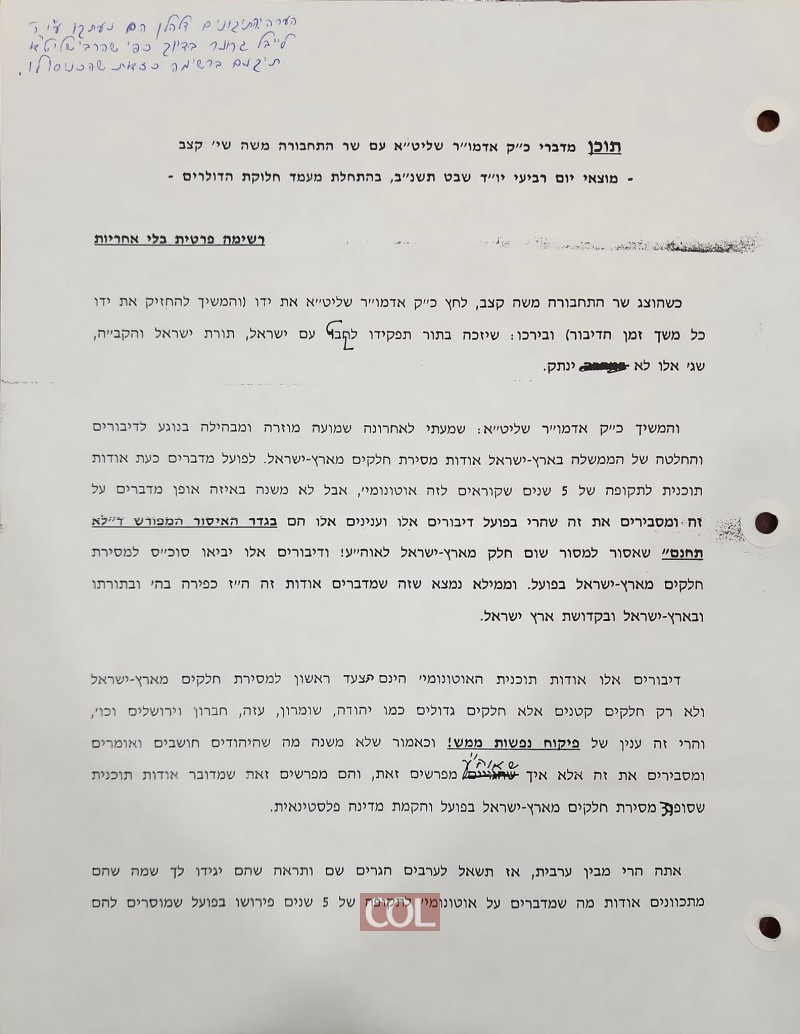 הערה: התיקונים דלהלן הם נעתקו ע״י ר׳
לייבל גרונר בדיוק כפי שהרבי שליט״א
תיקנם ברשימה כזאת שהכניסו לו.
תוכן מדברי כ״ק אדמו״ר שליט״א עם שר התחבורה משה שי׳ קצב
- מוצאי יום רביעי יו״ד שבט תשנ״ב, בהתחלת מעמד חלוקת הדולרים -
רשימה פרטית בלי אחריות
כשהוצג שר התחבורה משה קצב, לחץ כ״ק אדמו״ר שליט״א את ידו (והמשיך להחזיק את ידו
כל משך זמן הדיבור) ובירכו: שיזכה בתור תפקידו עם ישראל, תורת ישראל והקב״ה,
שג׳ אלו לא ינתק.
והמשיך כ״ק אדמו״ר שליט״א: שמעתי לאחרונה שמועה מוזרה ומבהילה בנוגע לדיבורים
והחלטה של הממשלה בארץ-ישראל אודות מסירת חלקים מארץ-ישראל. לפועל מדברים כעת אודות
תוכנית לתקופה של 5 שנים שקוראים לזה אוטונומי׳, אבל לא משנה באיזה אופן מדברים על
זה ומסבירים את זה שהרי בפועל דיבורים אלו וענינים אלו הם בגדר האיסור המפורש ד״לא
תחנם״ שאסור למסור שום חלק מארץ-ישראל לאוה״ע! ודיבורים אלו יביאו סוכ״ס למסירת
חלקים מארץ-ישראל בפועל. וממילא נמצא שזה שמדברים אודות זה ה״ז כפירה בה׳ ובתורתו
ובארץ-ישראל ובקדושת ארץ ישראל.
דיבורים אלו אודות תוכנית האוטונומי׳ הינם הצעד ראשון למסירת חלקים מארץ-ישראל
ולא רק חלקים קטנים אלא חלקים גדולים כמו יהודה, שומרון, עזה, חברון וירושלים וכו׳,
והרי זה ענין של פיקוח נפשות ממש! וכאמור שלא משנה מה שהיהודים חושבים ואומרים
ומסבירים את זה אלא איך שאוה״ע מפרשים זאת, והם מפרשים זאת שמדובר אודות תוכנית
שסופה מסירת חלקים מארץ-ישראל בפועל והקמת מדינה פלסטינאית.
אתה הרי מבין ערבית, אז תשאל לערבים הגרים שם ותראה שהם יגידו לך שמה שהם
מתכוונים אודות מה שמדברים על אוטונומי׳ לתקופה של 5 שנים פירושו בפועל שמוסרים להם
COL